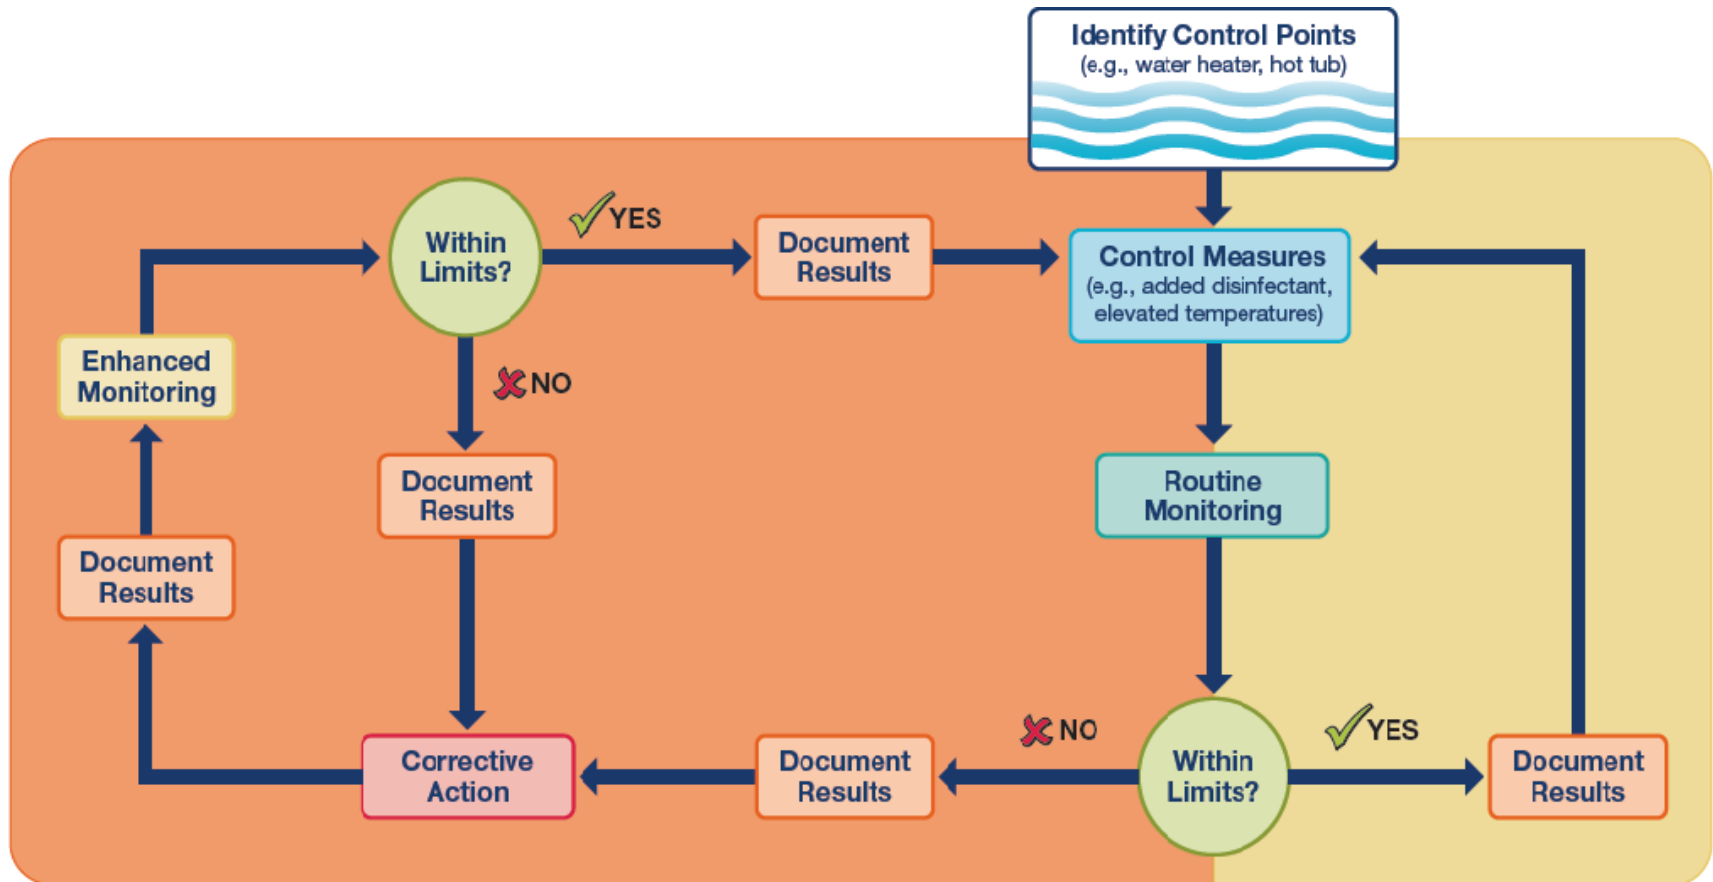 Identify Control Points
(e.g., water heater, hot tub)
Within
Limits?
YES
Document
Results
Control Measures
(e.g., added disinfectant,
elevated temperatures)
Enhanced
Monitoring
NO
Document
Results
Routine
Monitoring
Document
Results
Corrective
Action
Document
Results
NO
Within
Limits?
YES
Document
Results